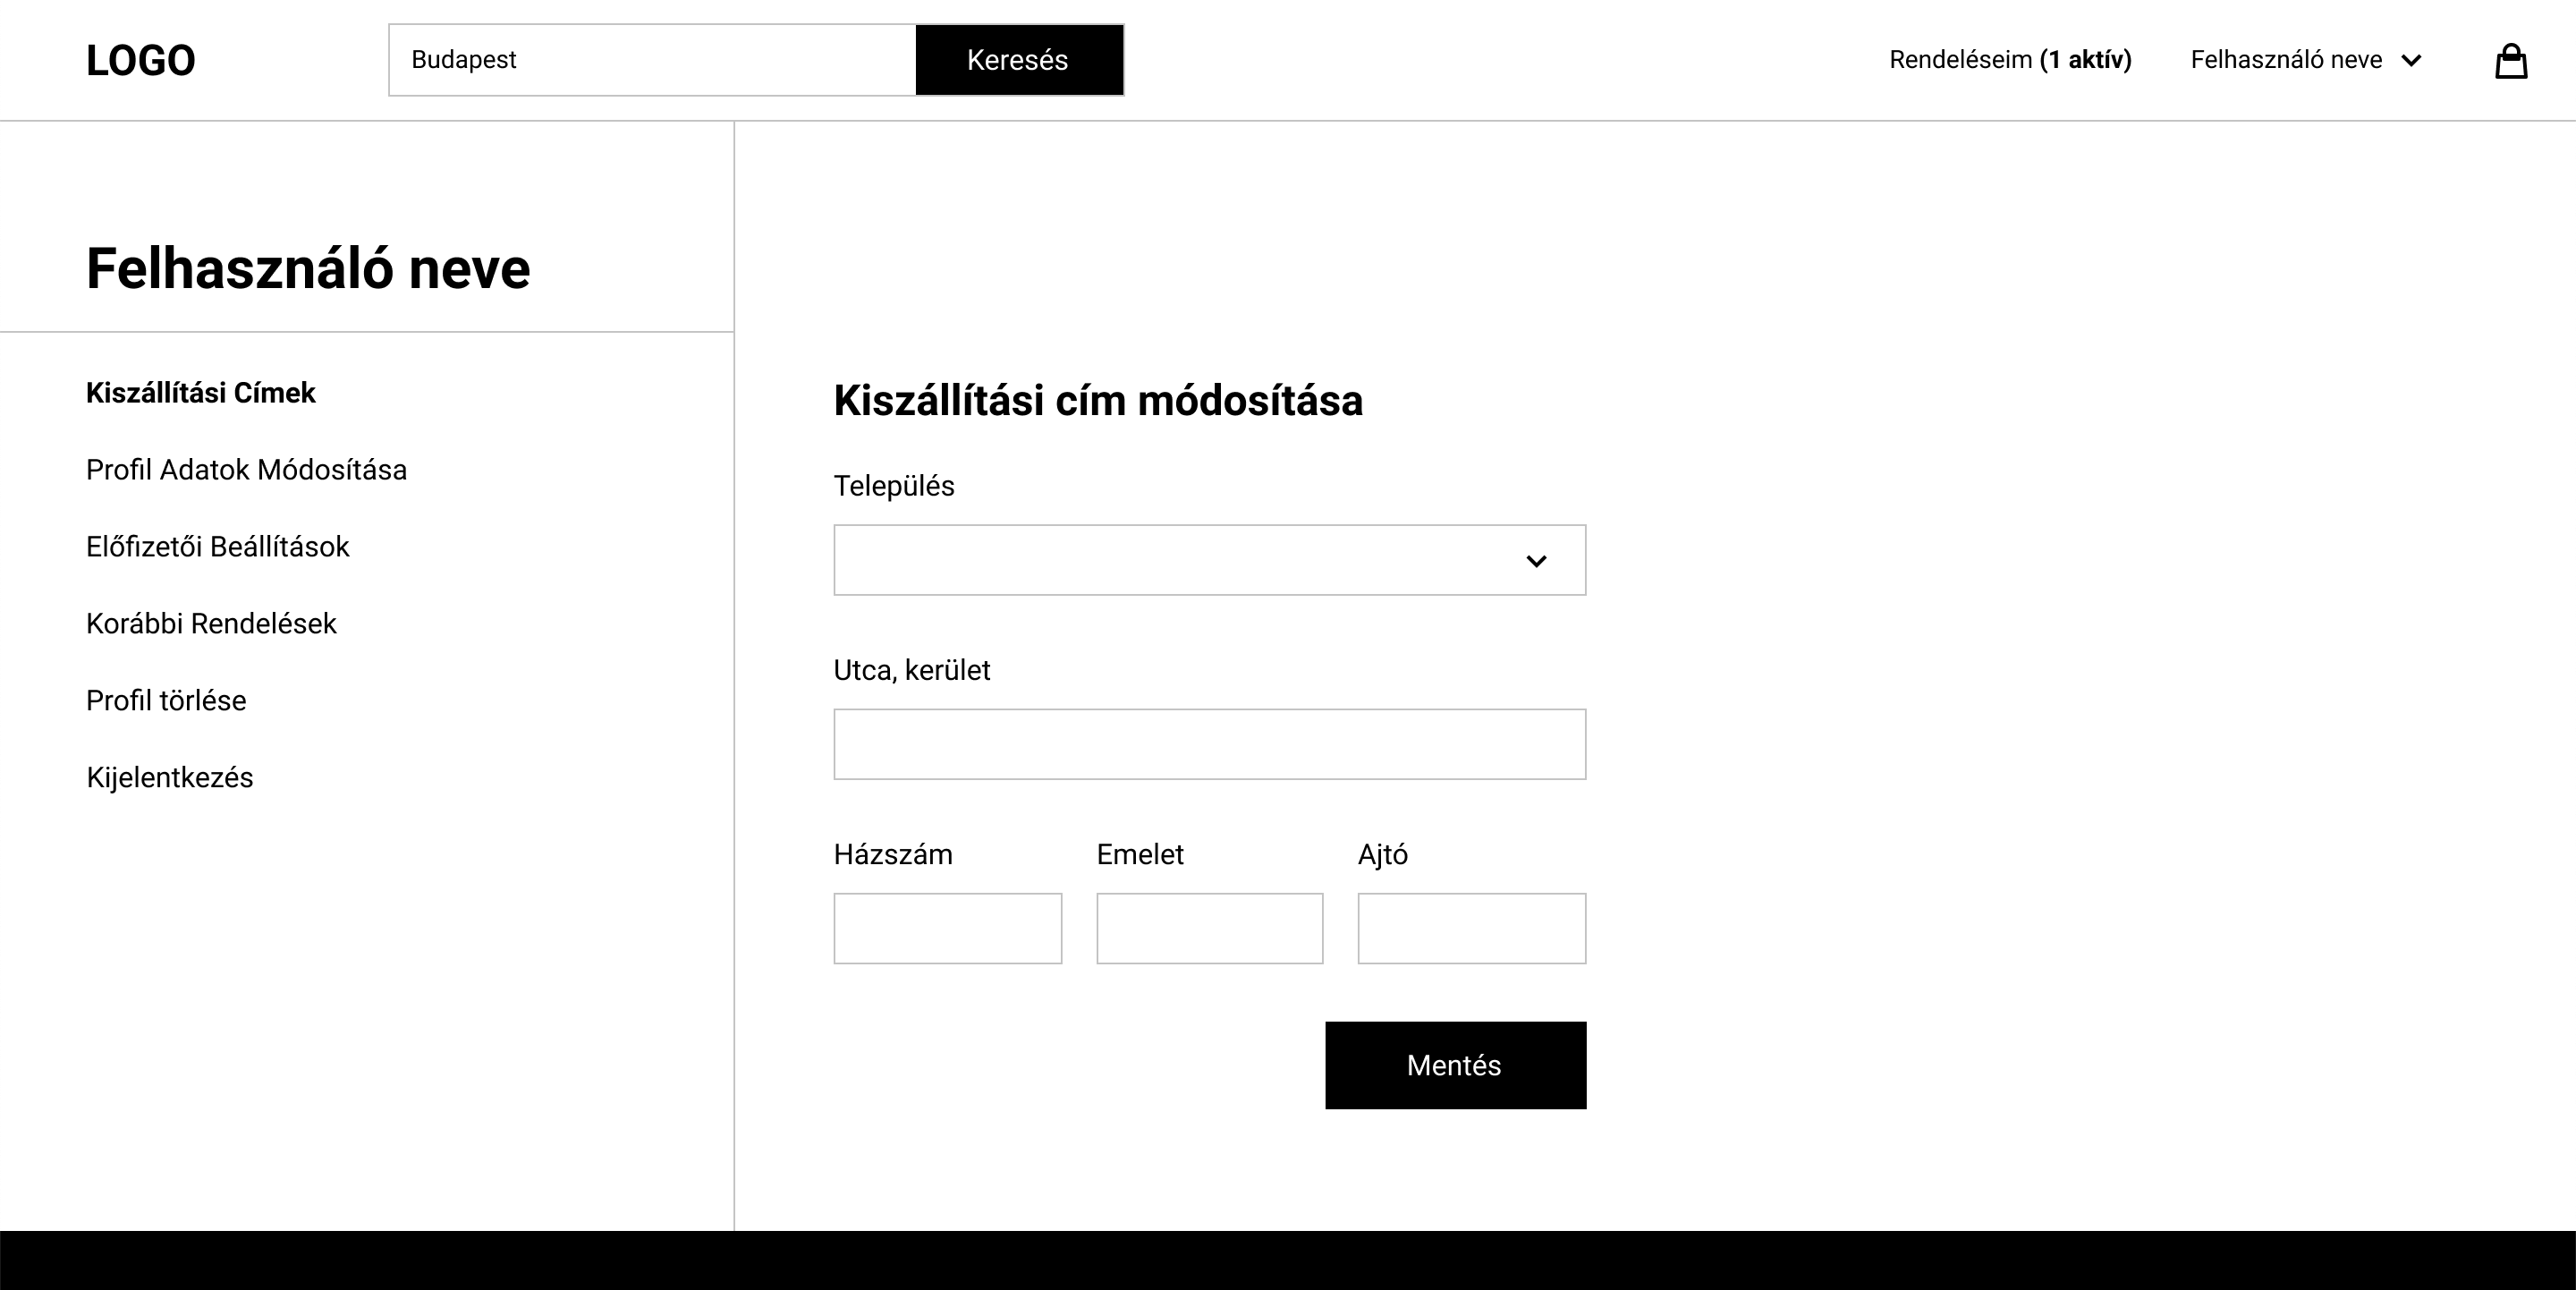 LOGO
Budapest
Keresés
Rendeléseim (1 aktív)
Felhasználó neve
Felhasználó neve
Kiszállítási Címek
Profil Adatok Módosítása
Előfizetői Beállítások
Korábbi Rendelések
Profil törlése
Kijelentkezés
Kiszállítási cím módosítása
Település
Utca, kerület
Házszám
Emelet
Ajtó
Mentés